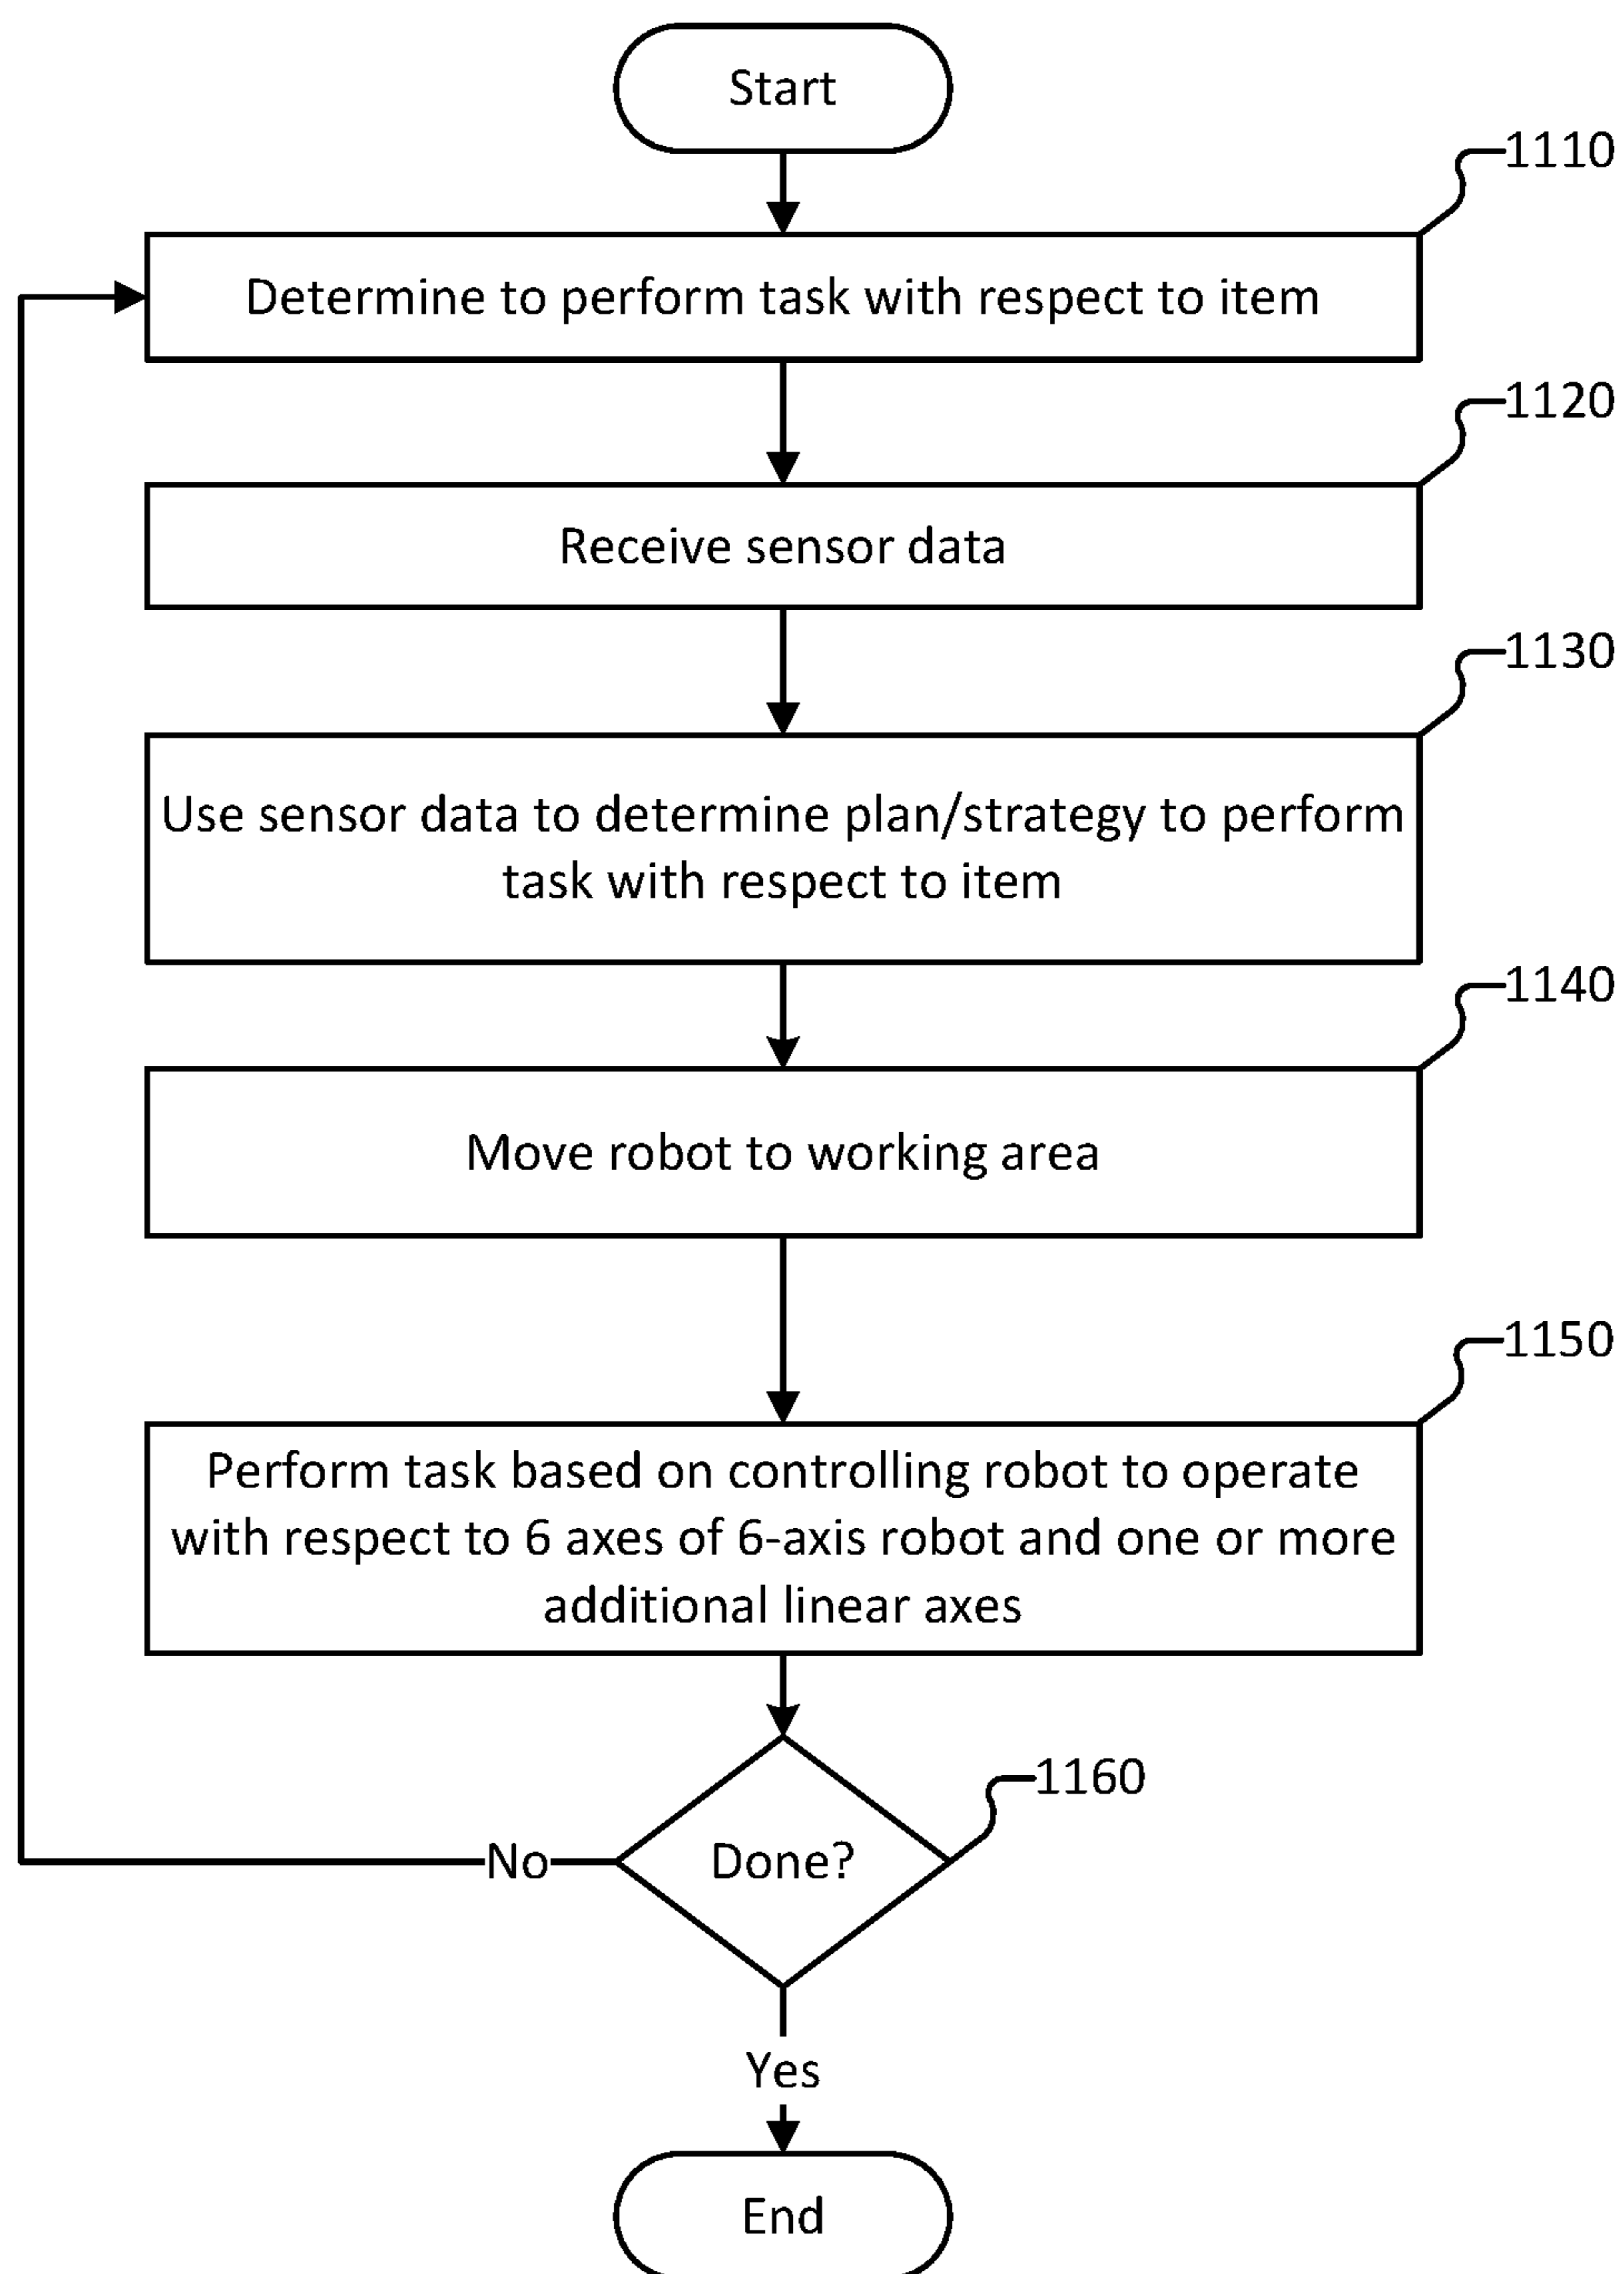 Start
1110
Determine to perform task with respect to item
1120
Receive sensor data
1130
Use sensor data to determine plan/strategy to perform
task with respect to item
1140
Move robot to working area
1150
Perform task based on controlling robot to operate
with respect to 6 axes of 6-axis robot and one or more
additional linear axes
1160
Done?
No
Yes
End